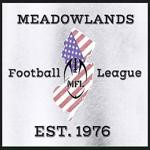 MEADOWLANDS
Football League
MFL
EST. 1976